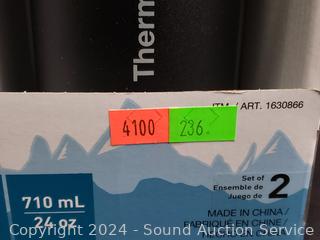 Therm
ITM. / ART. 1630866
4100 236
Set of
Ensemble de
Juego de
2
710 mL
24 oz
MADE IN CHINA /
FABRIQUÉ EN CHINE /
Copyright 2024 - Sound Auction Service